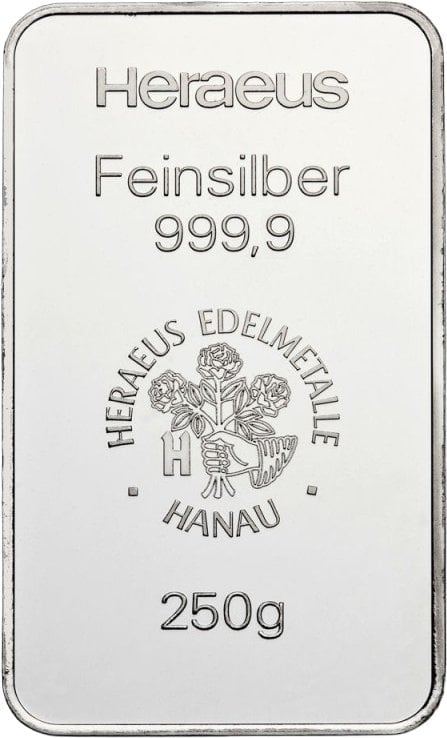 Heraeus
Feinsilber
999,9
HERAEUS EDELMETALLE
H
· HANAU ·
250g